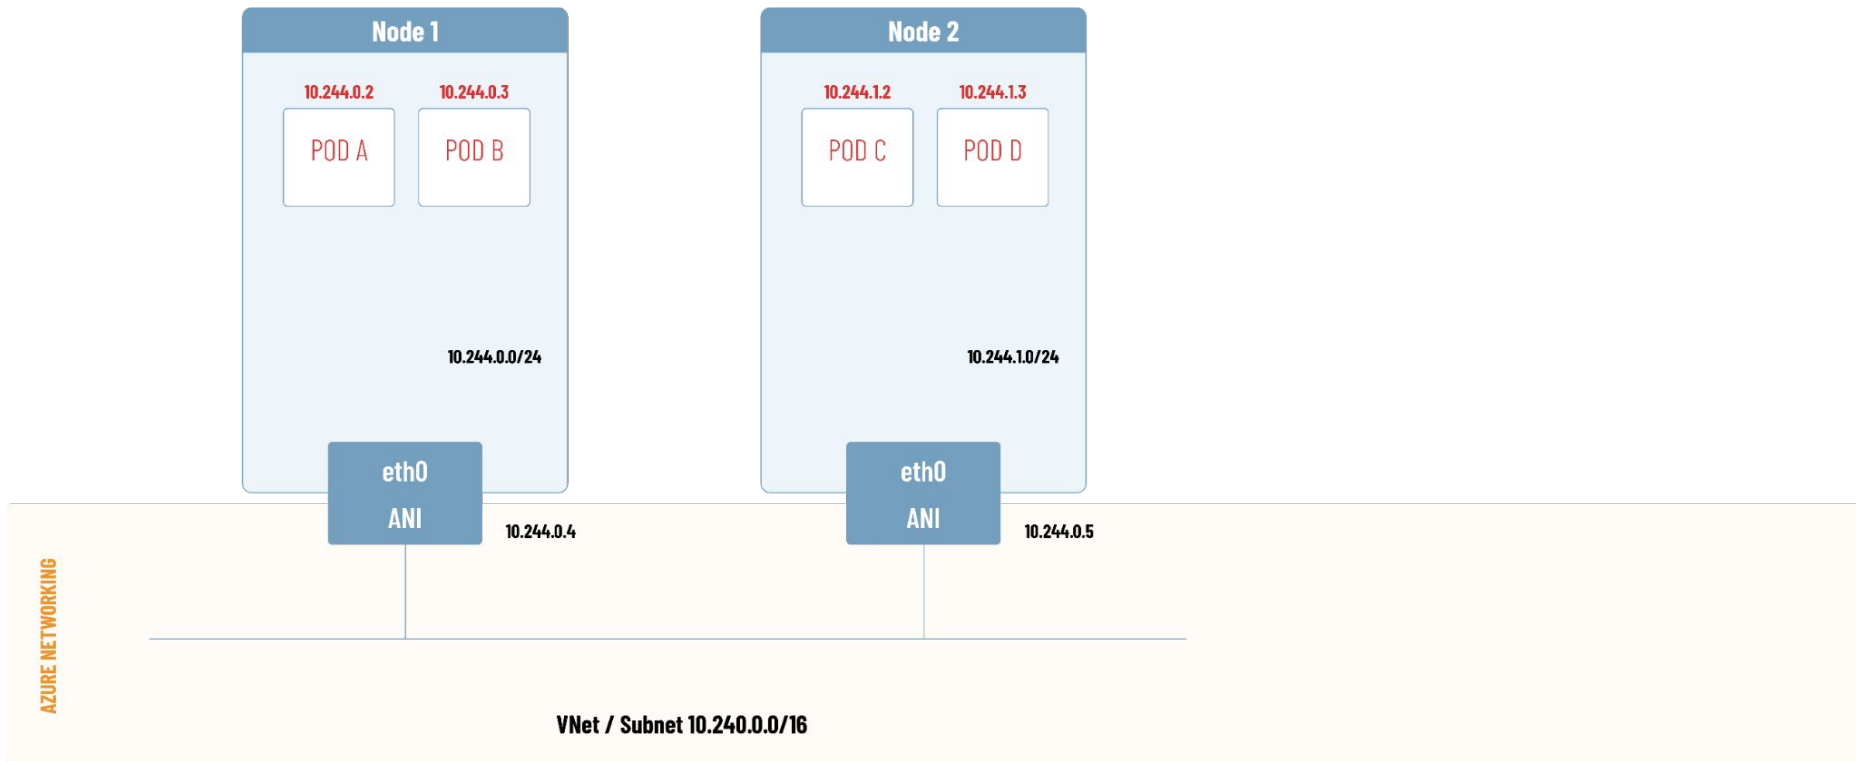 Node 1
10.244.0.2
10.244.0.3
POD A
POD B
10.244.0.0/24
eth0
ANI
10.244.0.4
Node 2
10.244.1.2
10.244.1.3
POD C
POD D
10.244.1.0/24
eth0
ANI
10.244.0.5
AZURE NETWORKING
VNet / Subnet 10.240.0.0/16